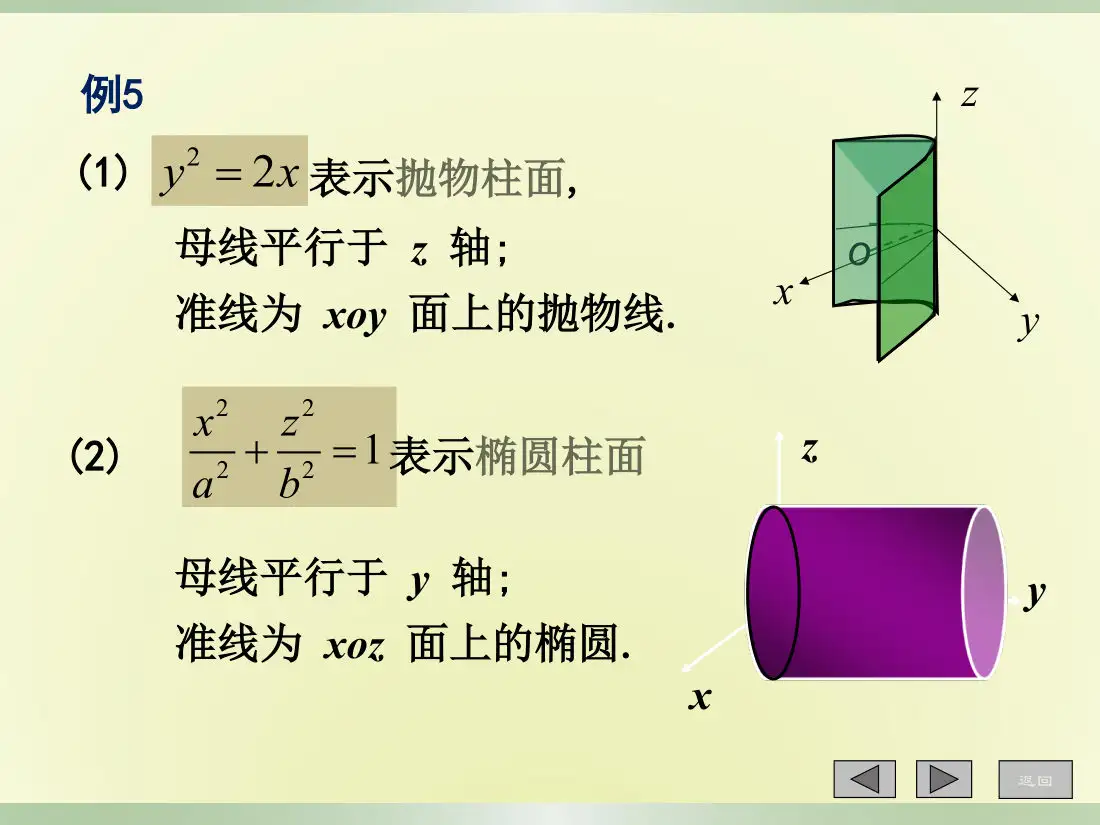 例5
(1) y² = 2x 表示抛物柱面,
母线平行于 z 轴;
准线为 xoy 面上的抛物线.
z
o
x
y
(2) x²/a² + z²/b² = 1 表示椭圆柱面
母线平行于 y 轴;
准线为 xoz 面上的椭圆.
z
y
x
返回